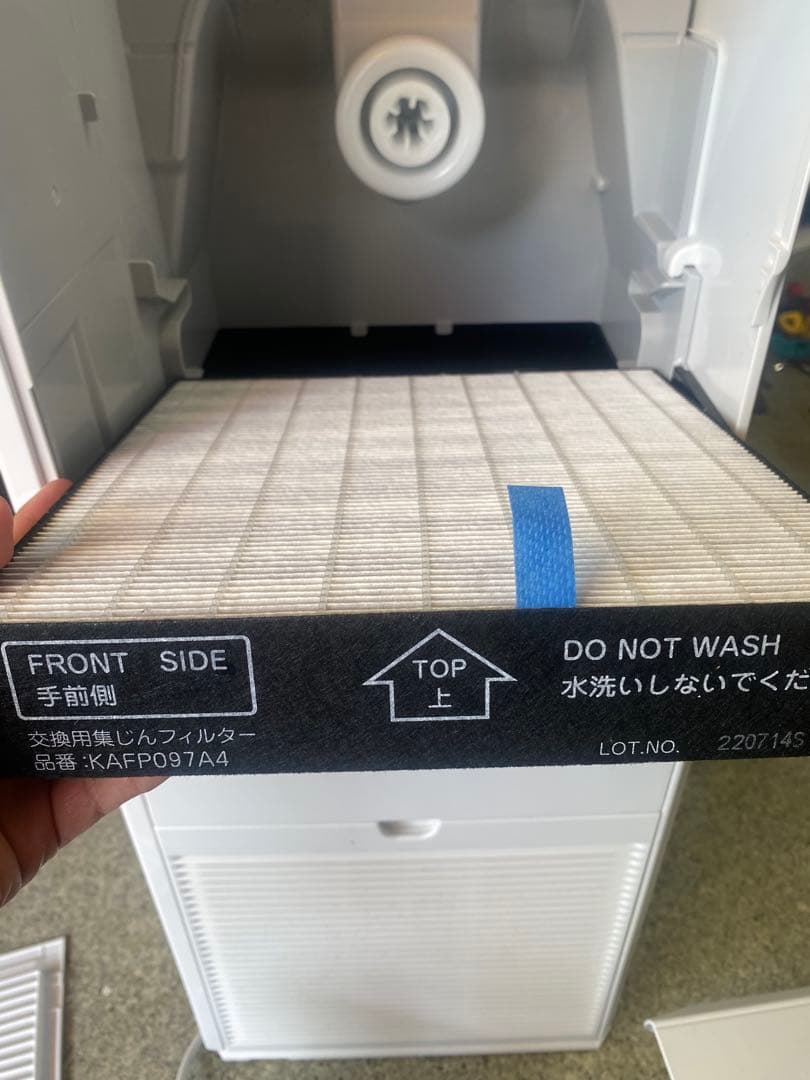 FRONT SIDE
手前側
交換用集じんフィルター
品番:KAFP097A4
TOP
上
DO NOT WASH
水洗いしないでくだ
LOT.NO. 220714S